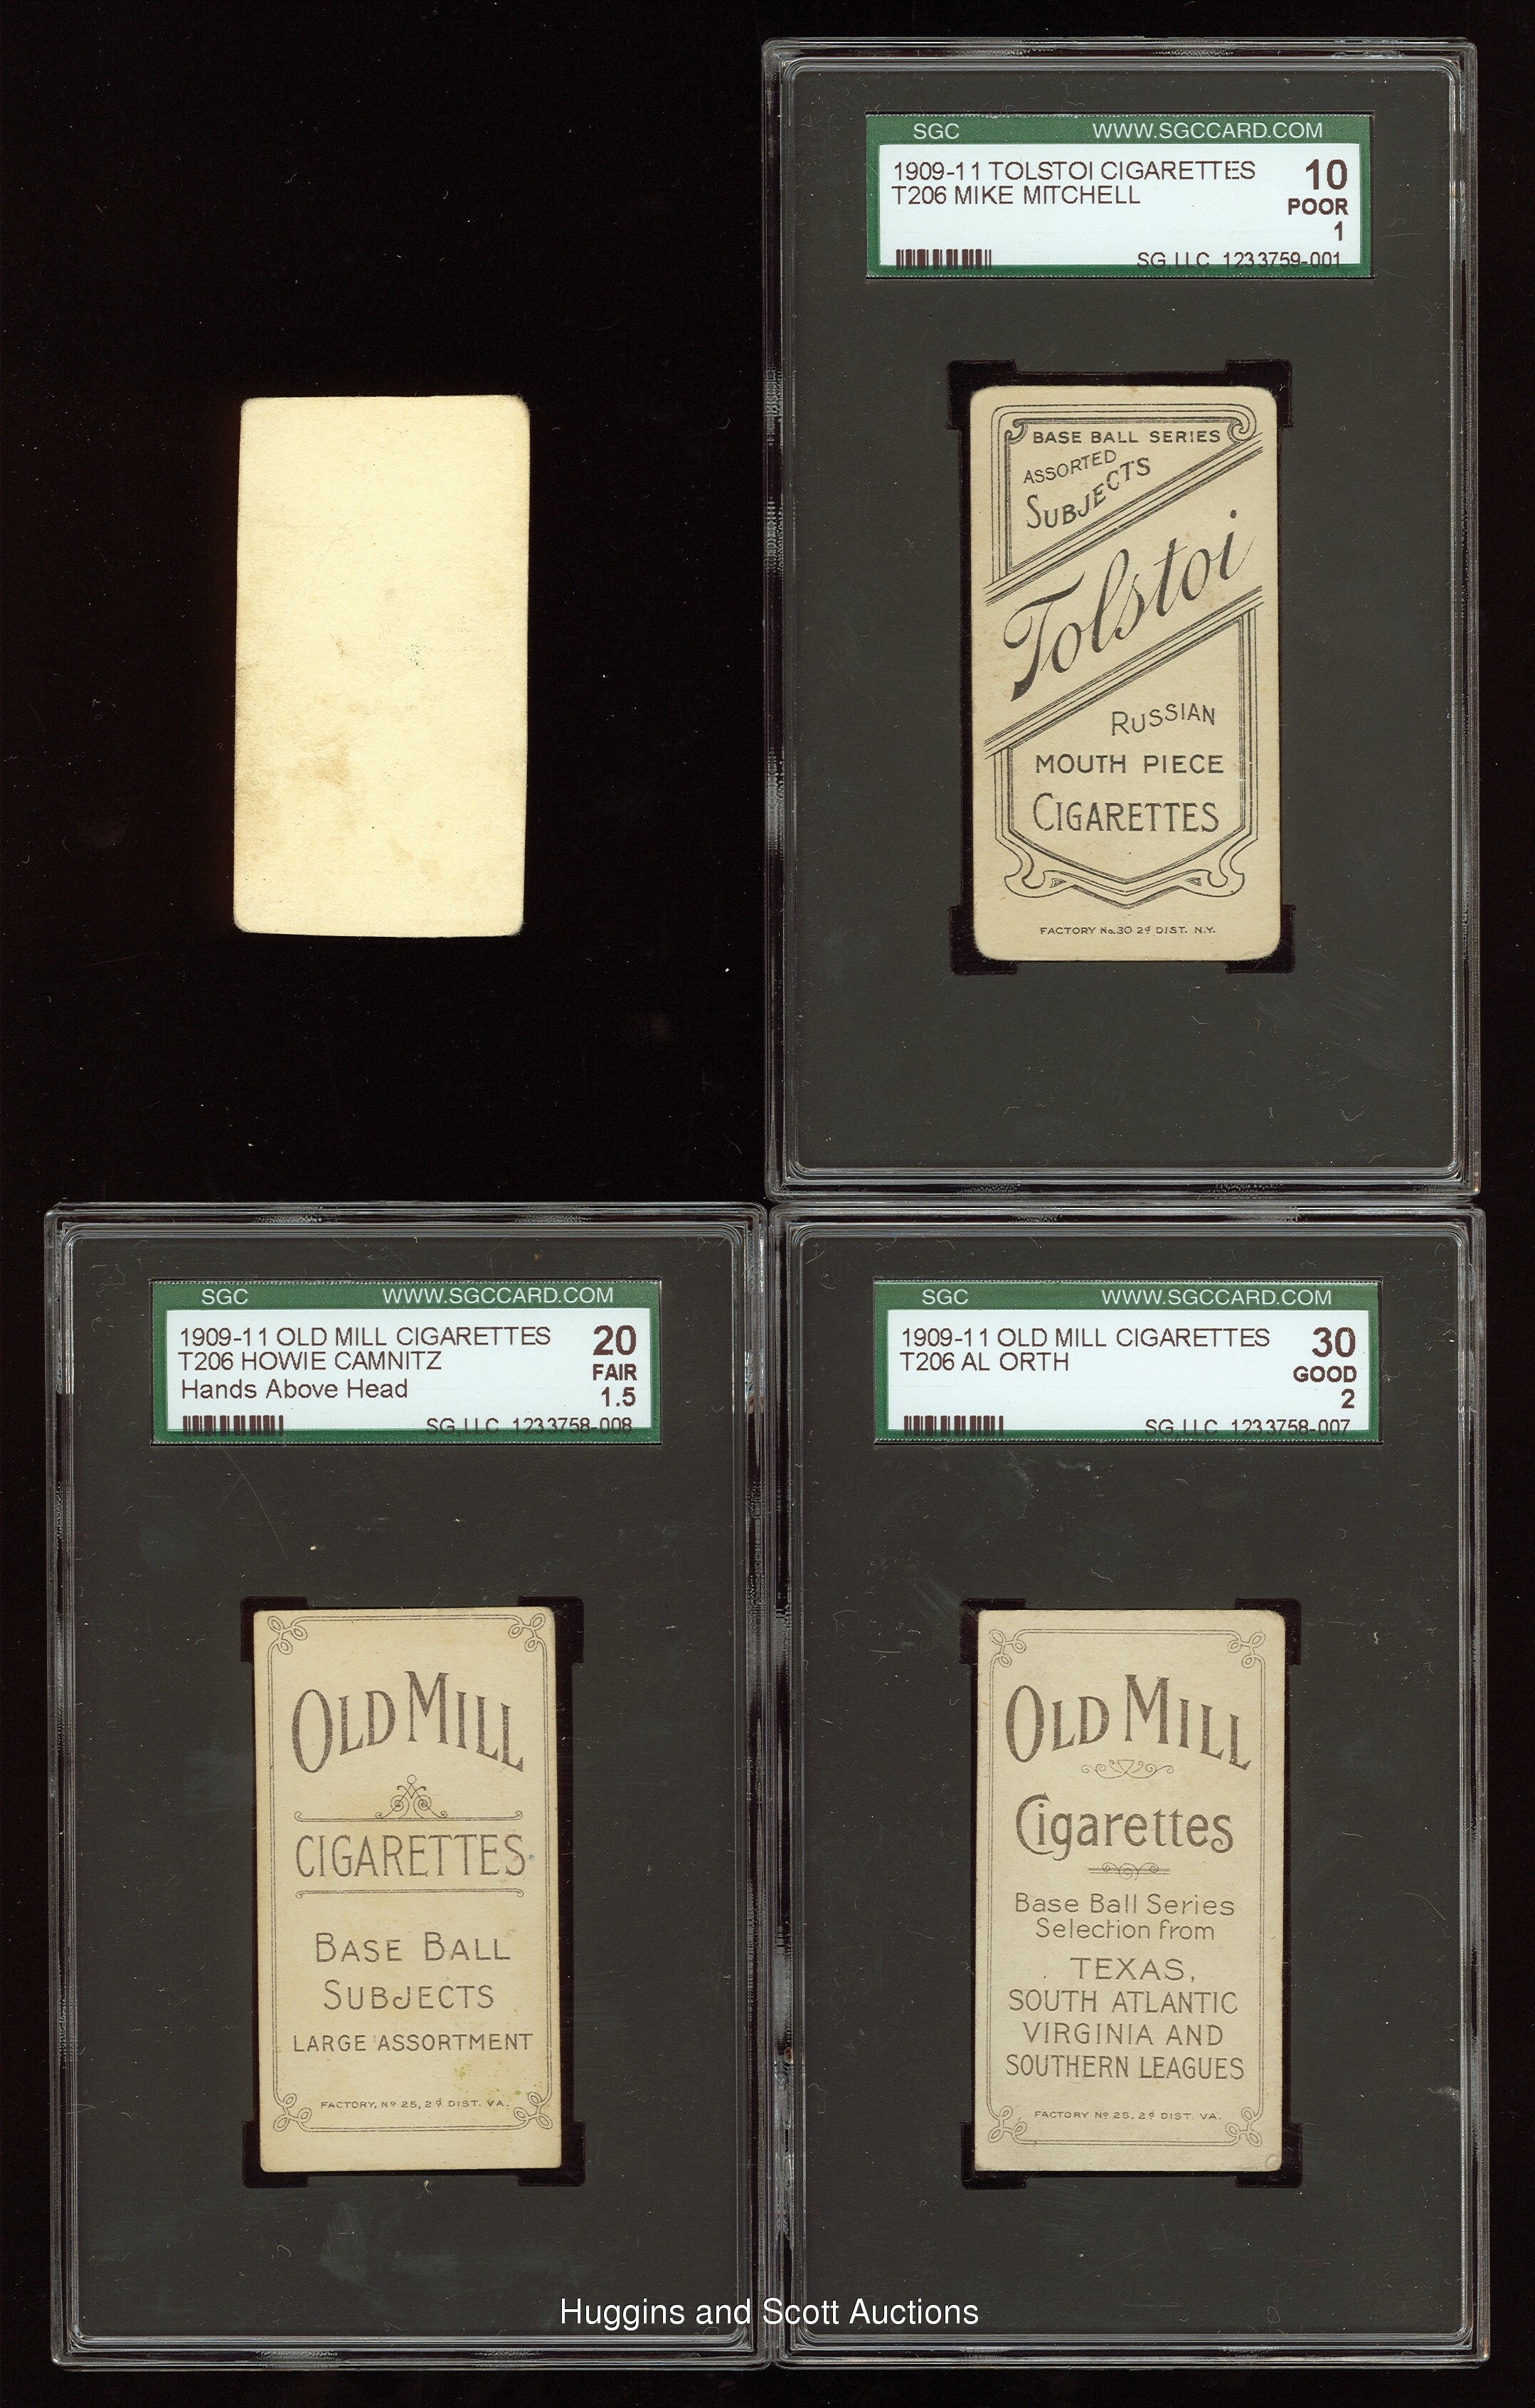 SGC WWW.SGCCARD.COM
1909-11 TOLSTOI CIGARETTES 10
T206 MIKE MITCHELL POOR
1
SG,LLC 1233759-001
BASE BALL SERIES
ASSORTED
SUBJECTS
Tolstoi
RUSSIAN
MOUTH PIECE
CIGARETTES
FACTORY No. 30 2d DIST. N.Y.
SGC WWW.SGCCARD.COM
1909-11 OLD MILL CIGARETTES 20
T206 HOWIE CAMNITZ FAIR
Hands Above Head 1.5
SG,LLC 1233758-008
OLD MILL
CIGARETTES
BASE BALL
SUBJECTS
LARGE ASSORTMENT
FACTORY, No 25, 2d DIST. VA.
SGC WWW.SGCCARD.COM
1909-11 OLD MILL CIGARETTES 30
T206 AL ORTH GOOD
2
SG,LLC 1233758-007
OLD MILL
Cigarettes
Base Ball Series
Selection from
TEXAS,
SOUTH ATLANTIC
VIRGINIA AND
SOUTHERN LEAGUES
FACTORY No 25, 2d DIST. VA.
Huggins and Scott Auctions